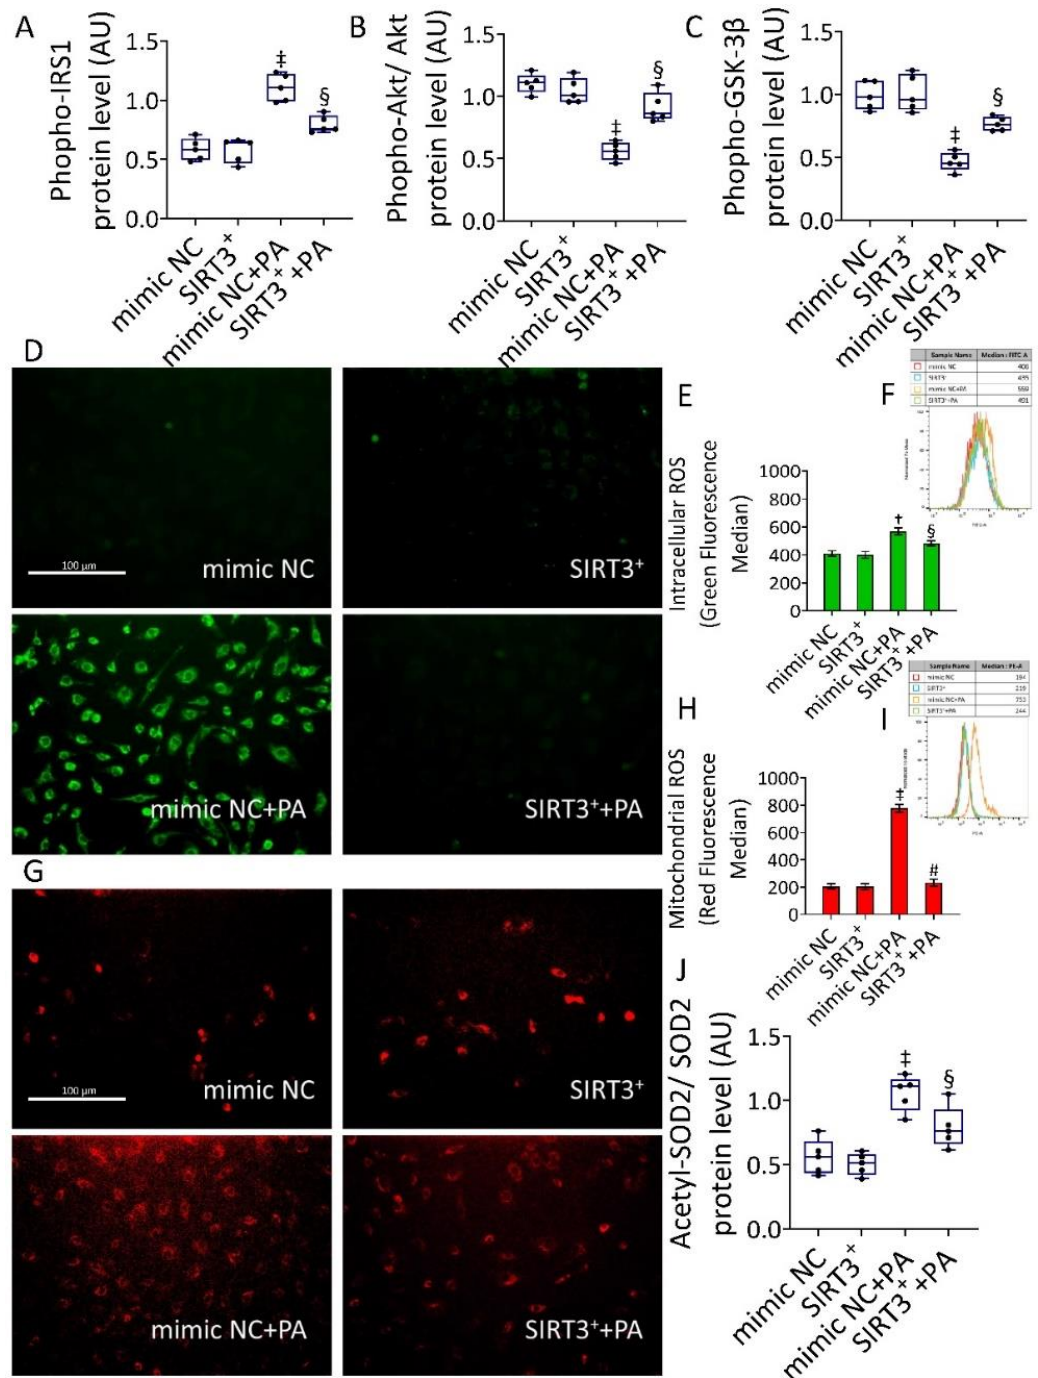 A
Phopho-IRS1
protein level (AU)
1.5
1.0
0.5
0.0
‡
§
mimic NC
SIRT3+
mimic NC+PA
SIRT3++PA
B
Phopho-Akt/ Akt
protein level (AU)
1.5
1.0
0.5
0.0
‡
§
mimic NC
SIRT3+
mimic NC+PA
SIRT3++PA
C
Phopho-GSK-3β
protein level (AU)
1.5
1.0
0.5
0.0
‡
§
mimic NC
SIRT3+
mimic NC+PA
SIRT3++PA
D
100 µm
mimic NC
SIRT3+
mimic NC+PA
SIRT3++PA
E
Intracellular ROS
(Green Fluorescence
Median)
1000
800
600
400
200
0
†
§
mimic NC
SIRT3+
mimic NC+PA
SIRT3++PA
F
Sample Name Median : FITC-A
mimic NC 406
SIRT3+
mimic NC+PA
SIRT3++PA
G
100 µm
mimic NC
SIRT3+
mimic NC+PA
SIRT3++PA
H
Mitochondrial ROS
(Red Fluorescence
Median)
1000
800
600
400
200
0
‡
#
mimic NC
SIRT3+
mimic NC+PA
SIRT3++PA
I
Sample Name Median : PE-A
mimic NC 194
SIRT3+ 219
mimic NC+PA 753
SIRT3++PA 244
J
Acetyl-SOD2/ SOD2
protein level (AU)
1.5
1.0
0.5
0.0
‡
§
mimic NC
SIRT3+
mimic NC+PA
SIRT3++PA